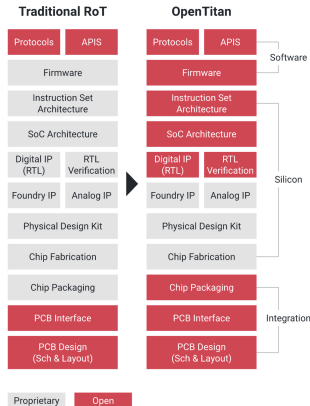 Traditional RoT
OpenTitan
Protocols
APIS
Firmware
Instruction Set
Architecture
SoC Architecture
Digital IP
(RTL)
RTL
Verification
Foundry IP
Analog IP
Physical Design Kit
Chip Fabrication
Chip Packaging
PCB Interface
PCB Design
(Sch & Layout)
Protocols
APIS
Firmware
Instruction Set
Architecture
SoC Architecture
Digital IP
(RTL)
RTL
Verification
Foundry IP
Analog IP
Physical Design Kit
Chip Fabrication
Chip Packaging
PCB Interface
PCB Design
(Sch & Layout)
Software
Silicon
Integration
Proprietary
Open